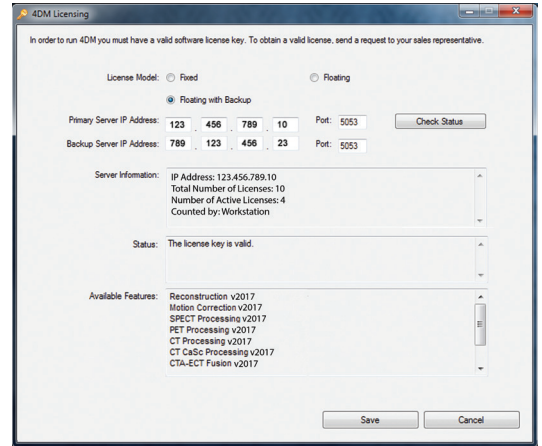 4DM Licensing
In order to run 4DM you must have a valid software license key. To obtain a valid license, send a request to your sales representative.
License Model: Fixed Floating
Floating with Backup
Primary Server IP Address: 123 . 456 . 789 . 10 Port: 5053 Check Status
Backup Server IP Address: 789 . 123 . 456 . 23 Port: 5053
Server Information: IP Address: 123.456.789.10
Total Number of Licenses: 10
Number of Active Licenses: 4
Counted by: Workstation
Status: The license key is valid.
Available Features: Reconstruction v2017
Motion Correction v2017
SPECT Processing v2017
PET Processing v2017
CT Processing v2017
CT CaSc Processing v2017
CTA-ECT Fusion v2017
Save Cancel